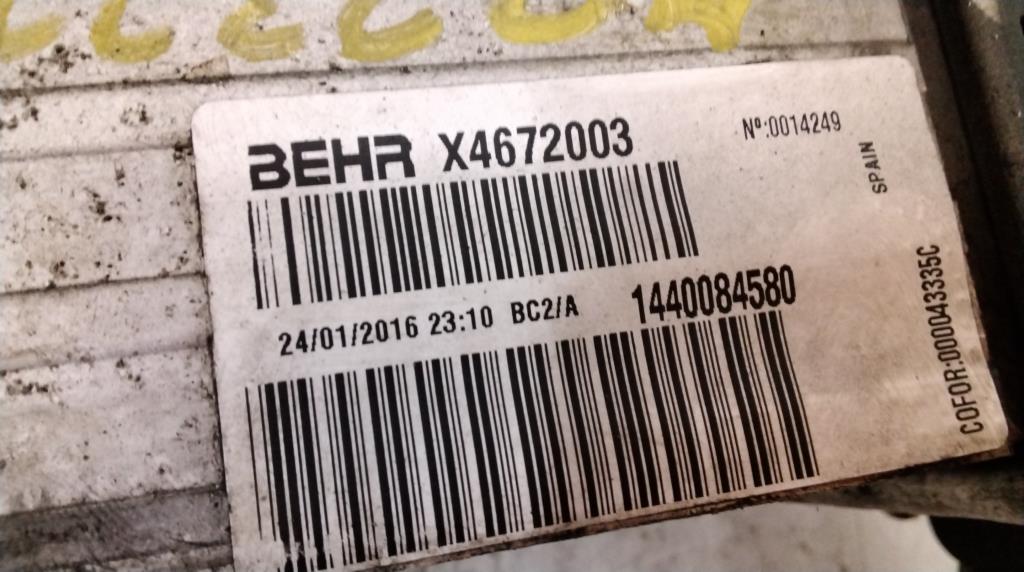 BEHR X4672003
Nº:0014249
SPAIN
24/01/2016 23:10 BC2/A 1440084580
COFOR:000043335C